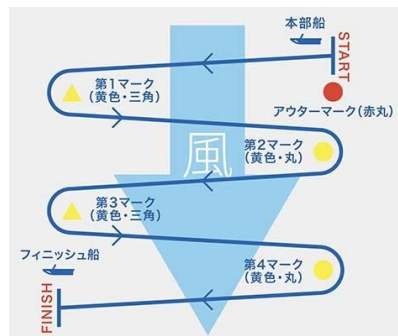 本部船
START
アウターマーク(赤丸)
第1マーク
(黄色・三角)
風
第2マーク
(黄色・丸)
第3マーク
(黄色・三角)
フィニッシュ船
第4マーク
(黄色・丸)
FINISH